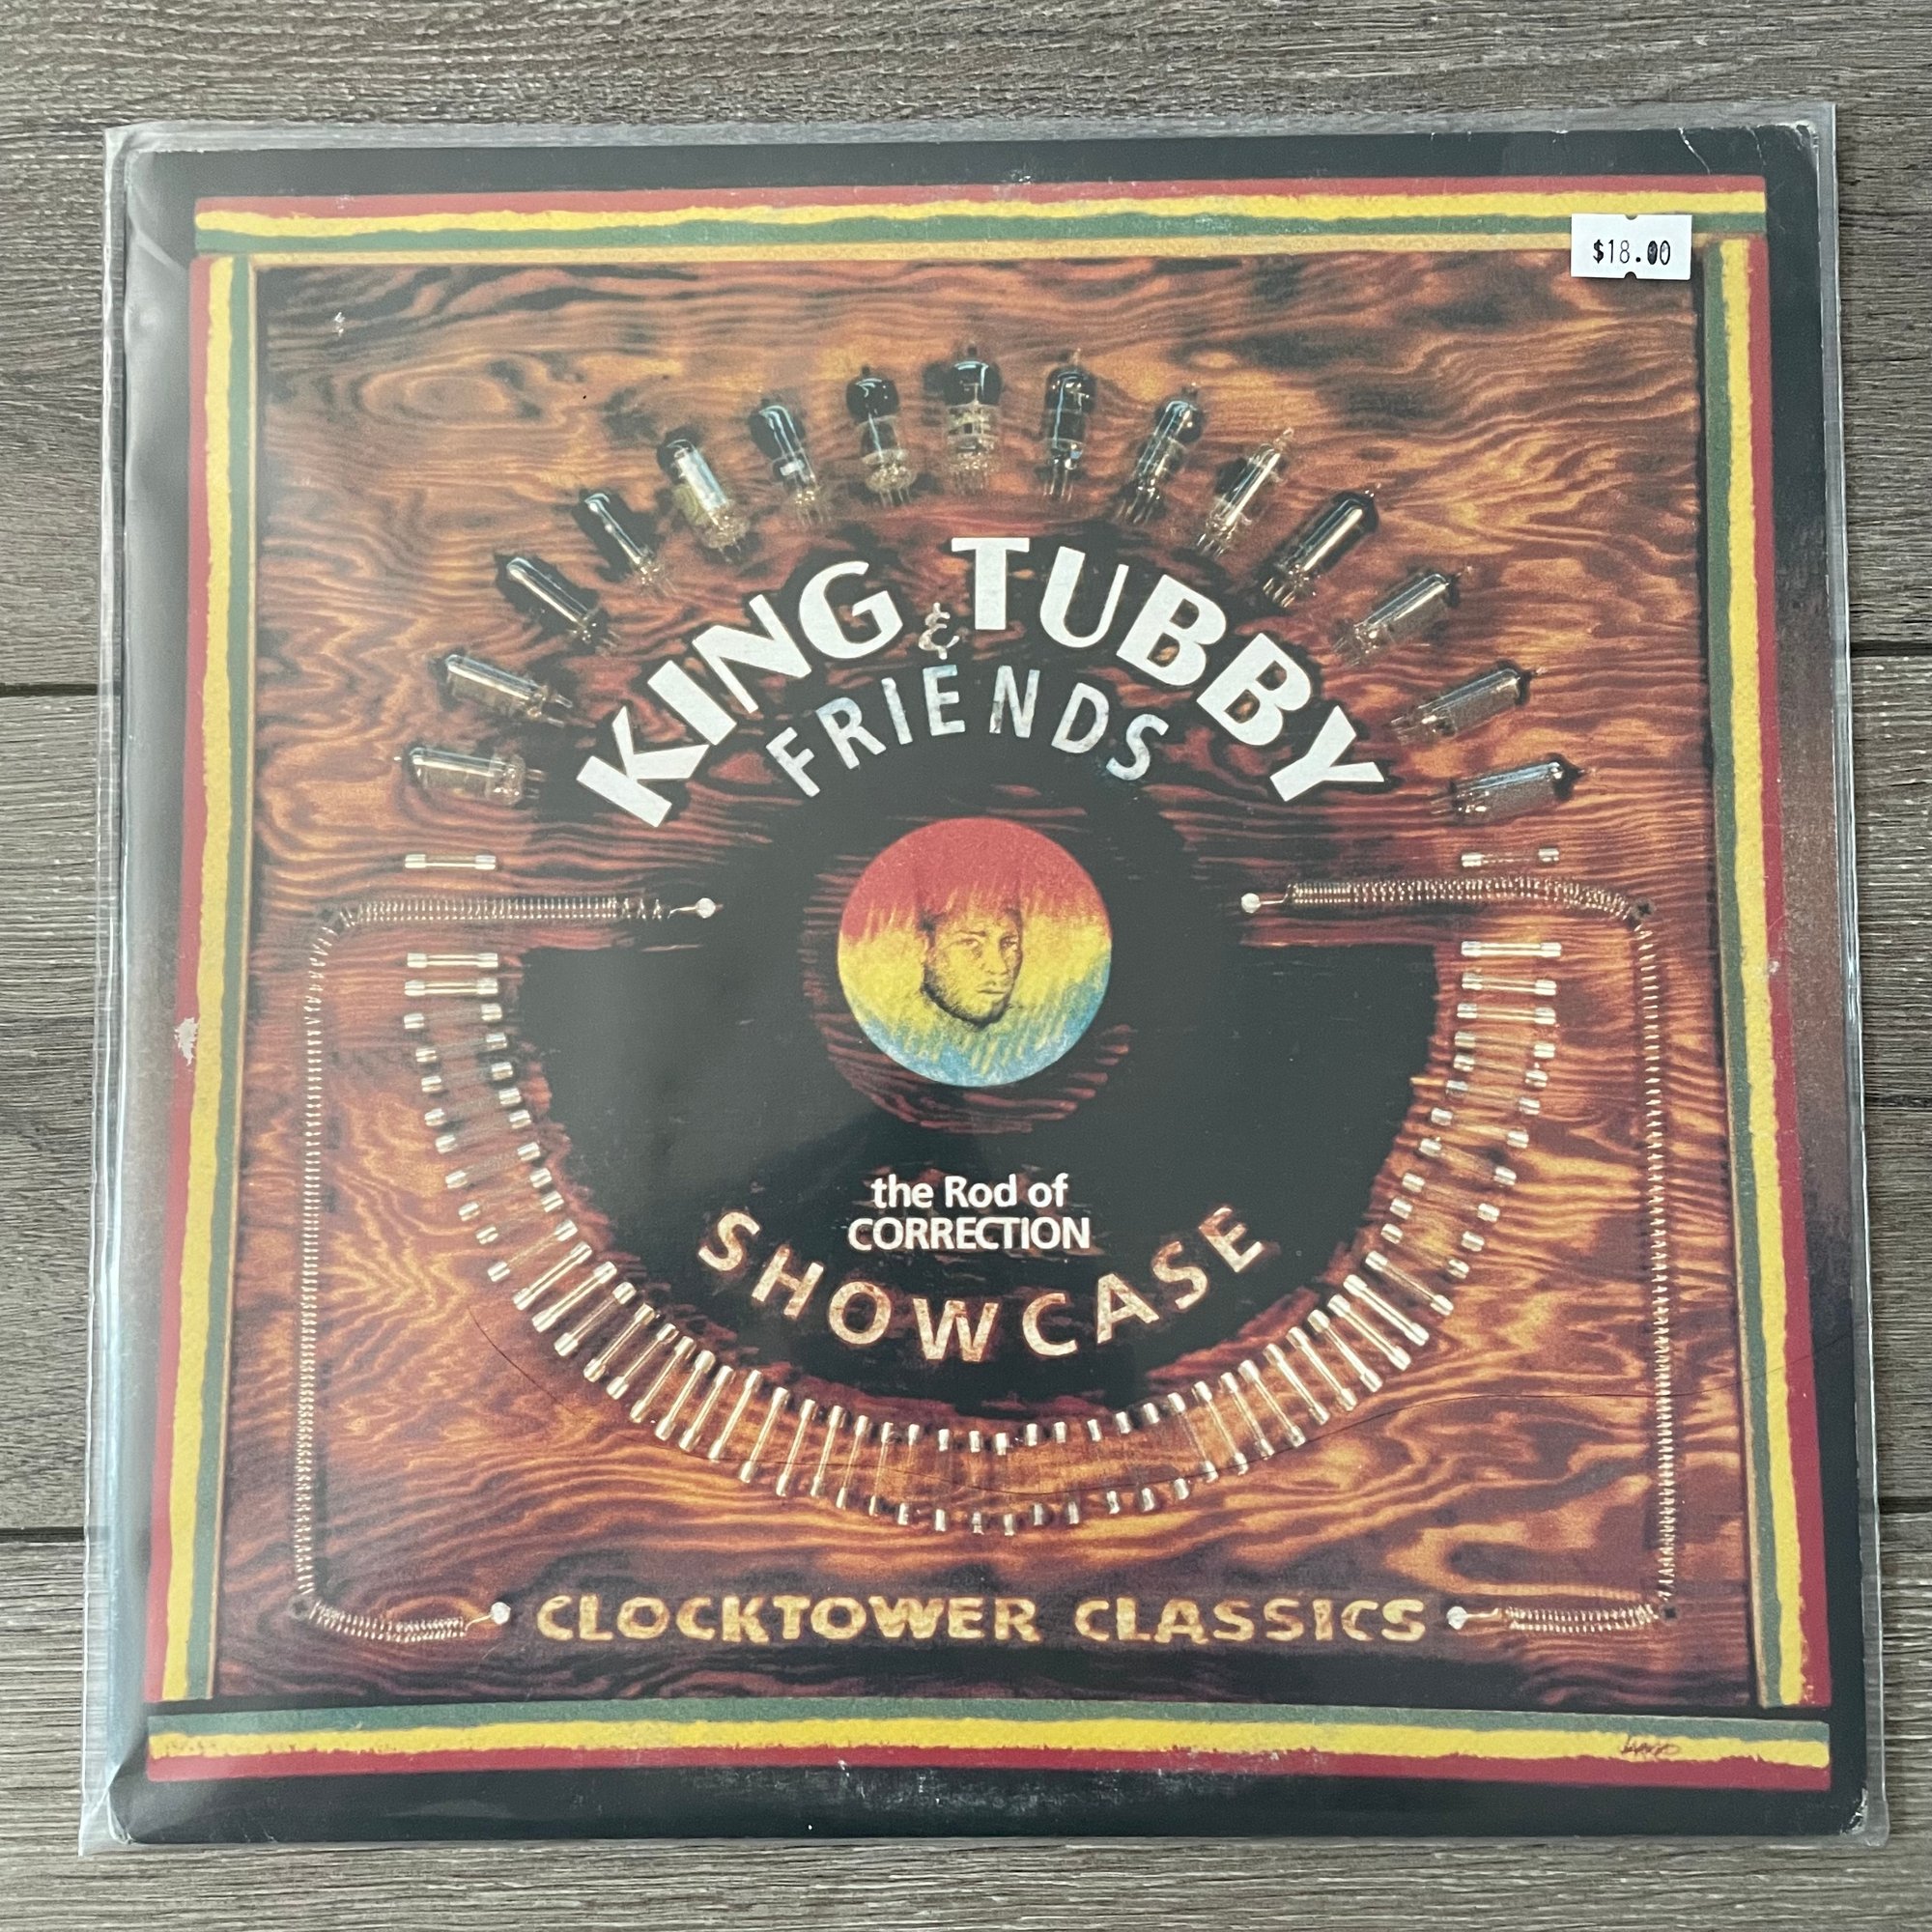 $18.00
KING TUBBY
& FRIENDS
the Rod of
CORRECTION
SHOWCASE
CLOCKTOWER CLASSICS